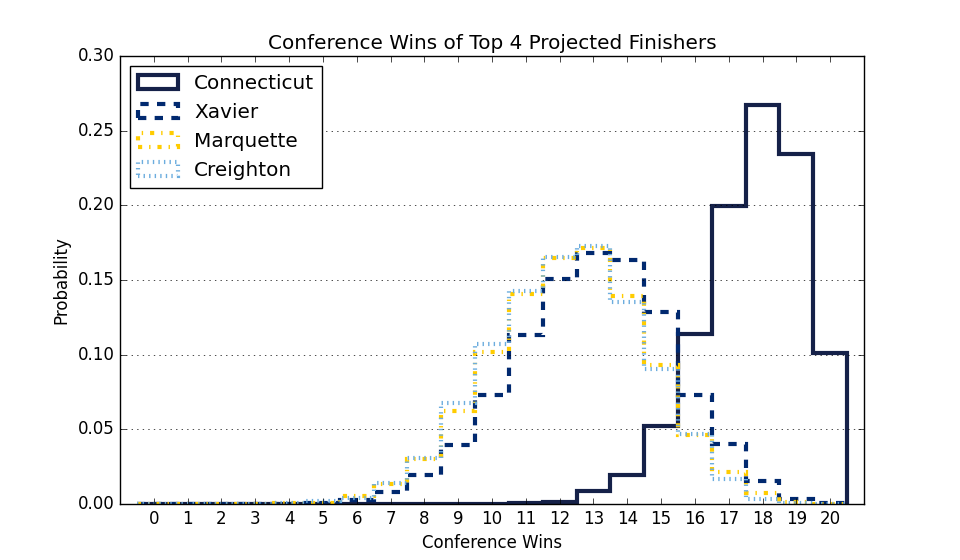 Conference Wins of Top 4 Projected Finishers
Connecticut
Xavier
Marquette
Creighton
Probability
0.30
0.25
0.20
0.15
0.10
0.05
0.00
0 1 2 3 4 5 6 7 8 9 10 11 12 13 14 15 16 17 18 19 20
Conference Wins